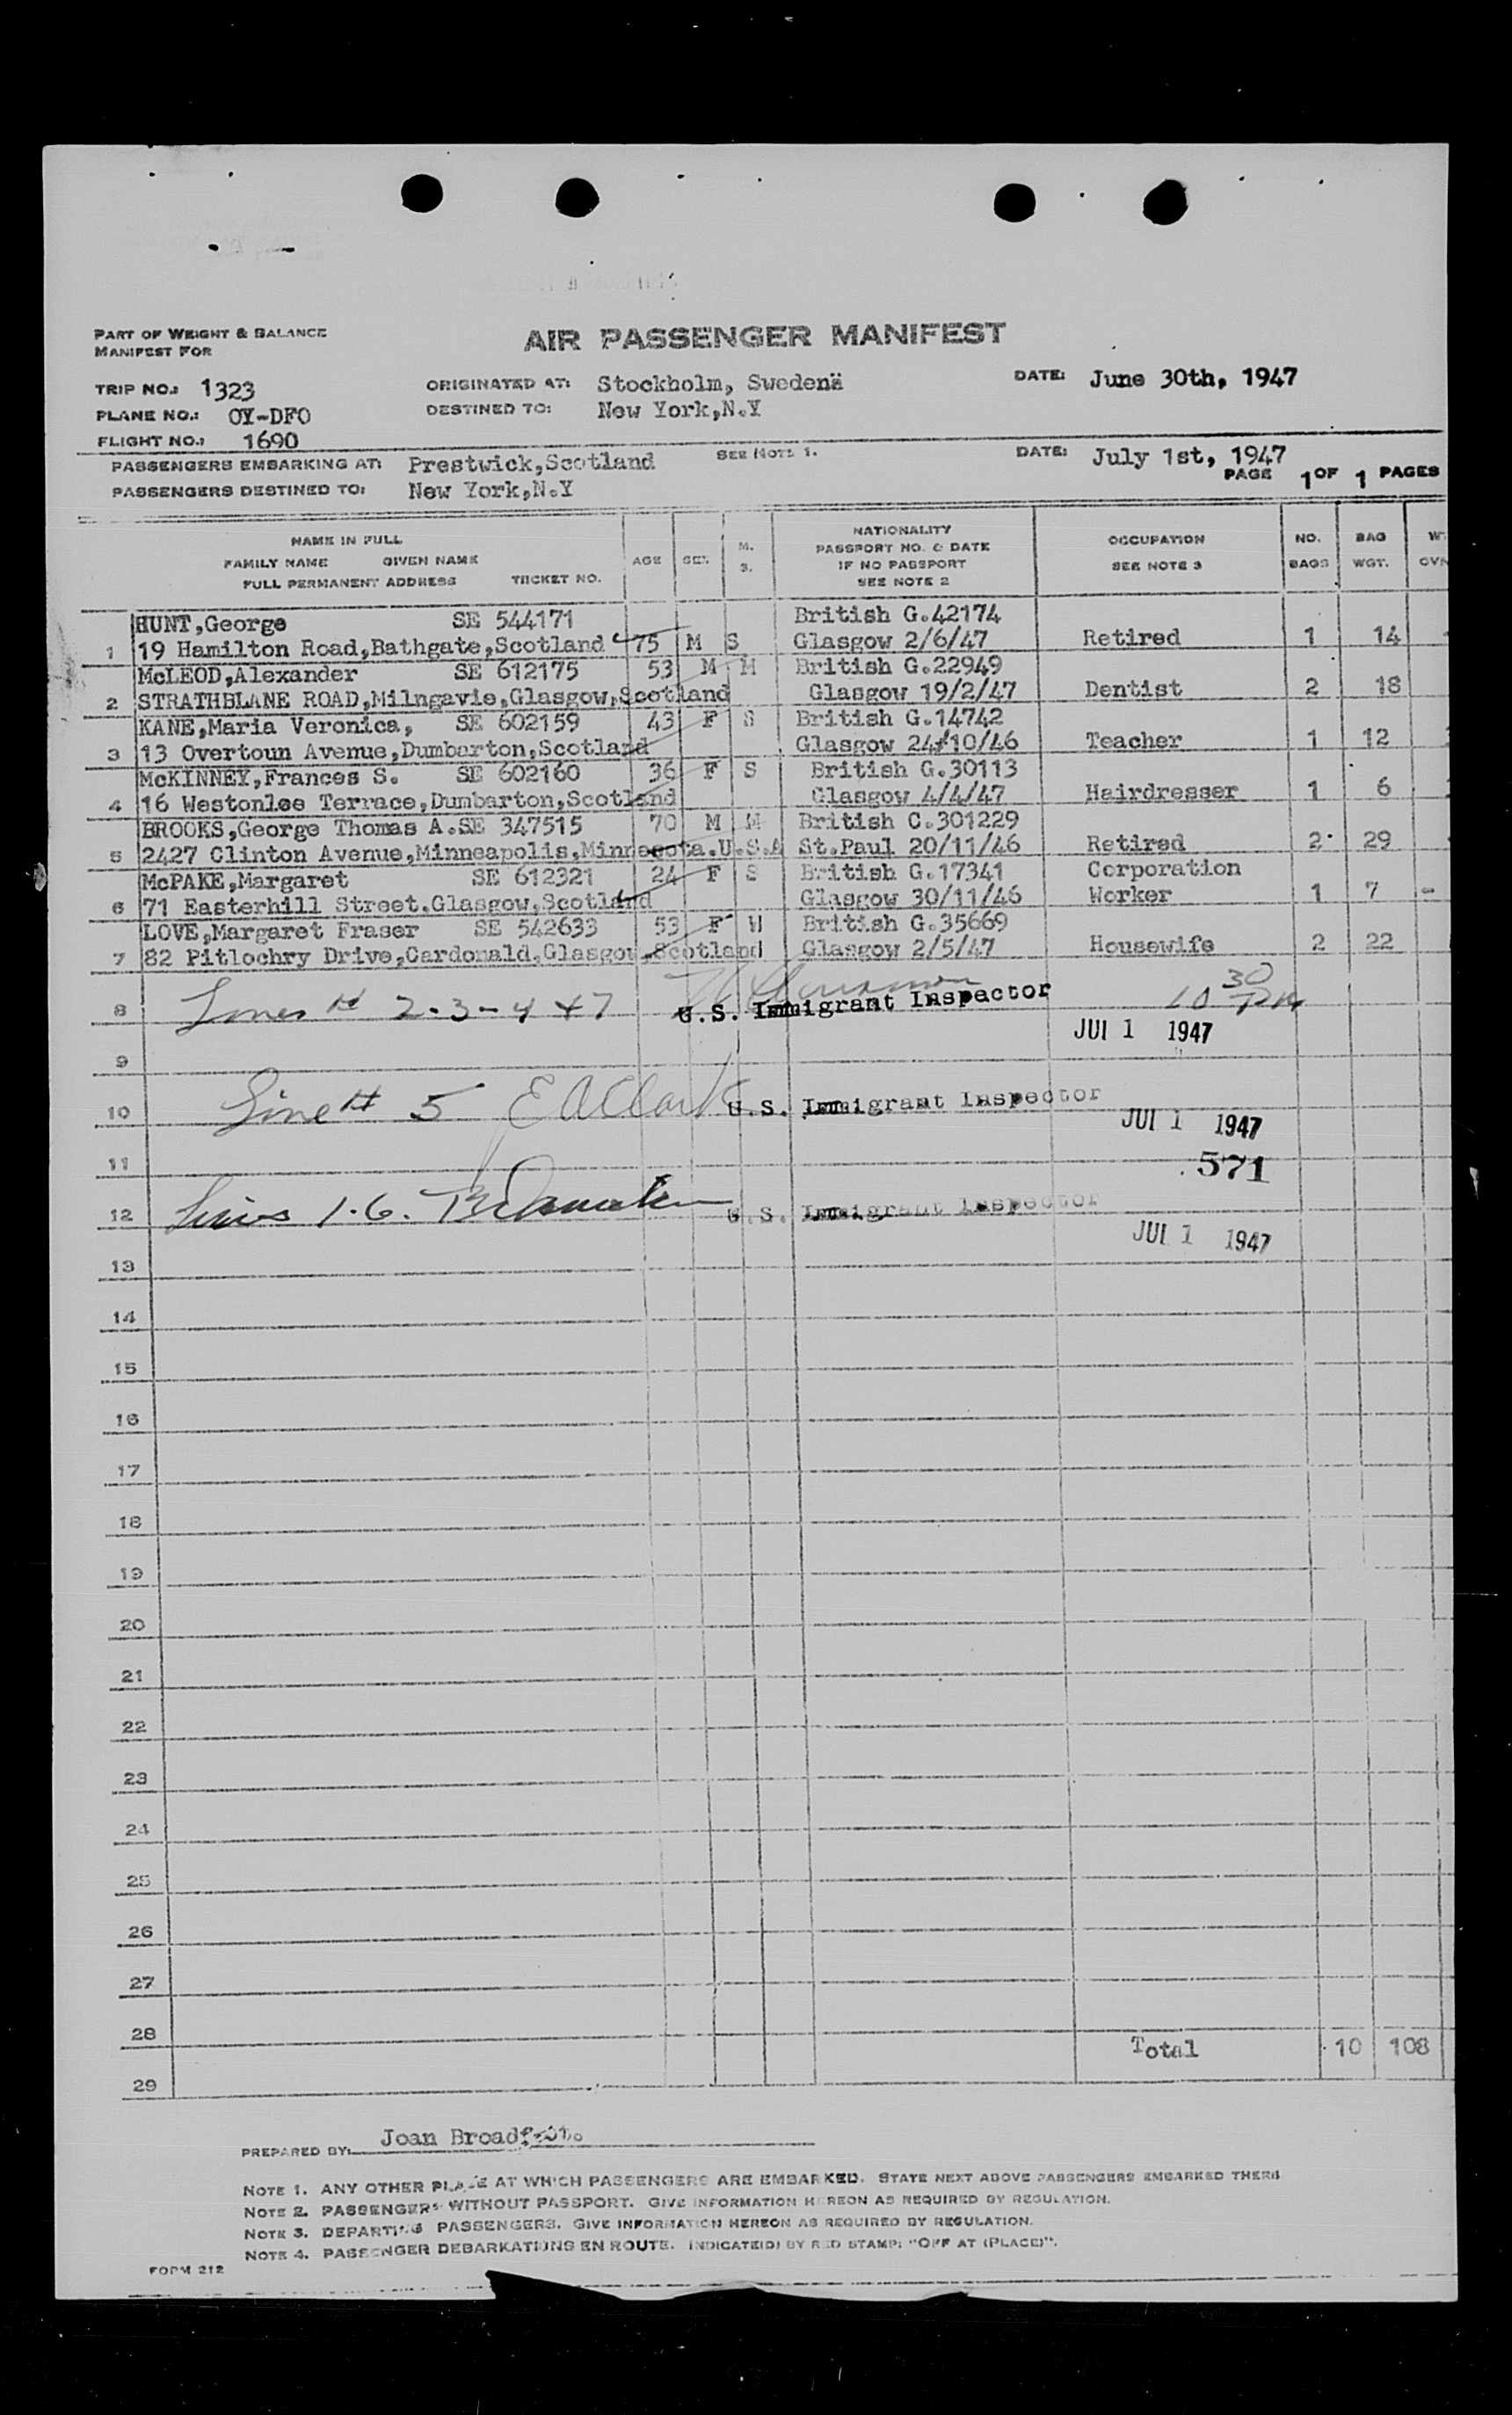 PART OF WEIGHT & BALANCE
MANIFEST FOR
AIR PASSENGER MANIFEST
TRIP NO.: 1323
ORIGINATED AT: Stockholm, Swedenä
DATE: June 30th, 1947
PLANE NO.: OY-DFO
DESTINED TO: New York,N.Y
FLIGHT NO.: 1690
PASSENGERS EMBARKING AT: Prestwick,Scotland
SEE NOTE 1.
DATE: July 1st, 1947
PASSENGERS DESTINED TO: New York,N.Y
PAGE 1 OF 1 PAGES
NAME IN FULL
FAMILY NAME GIVEN NAME
FULL PERMANENT ADDRESS TICKET NO.
AGE
SEX
M.
S.
NATIONALITY
PASSPORT NO. & DATE
IF NO PASSPORT
SEE NOTE 2
OCCUPATION
SEE NOTE 3
NO.
BAGS
BAG
WGT.
HUNT,George SE 544171 British G.42174
1 19 Hamilton Road,Bathgate,Scotland 75 M S Glasgow 2/6/47 Retired 1 14
McLEOD,Alexander SE 612175 53 M M British G.22949
2 STRATHBLANE ROAD,Milngavie,Glasgow,Scotland Glasgow 19/2/47 Dentist 2 18
KANE,Maria Veronica, SE 602159 43 F S British G.14742
3 13 Overtoun Avenue,Dumbarton,Scotland Glasgow 24/10/46 Teacher 1 12
McKINNEY,Frances S. SE 602160 36 F S British G.30113
4 16 Westonlee Terrace,Dumbarton,Scotland Glasgow 4/4/47 Hairdresser 1 6
BROOKS,George Thomas A.SE 347515 70 M M British C.301229
5 2427 Clinton Avenue,Minneapolis,Minnesota.U.S.A St.Paul 20/11/46 Retired 2 29
McPAKE,Margaret SE 612321 24 F S British G.17341 Corporation
6 71 Easterhill Street.Glasgow,Scotland Glasgow 30/11/46 Worker 1 7 -
LOVE,Margaret Fraser SE 542633 53 F W British G.35669
7 82 Pitlochry Drive,Cardonald,Glasgow,Scotland Glasgow 2/5/47 Housewife 2 22
8 Lines # 2-3-4 + 7 U.S. Immigrant Inspector 10 30 PM
JUL 1 1947
9
10 Line # 5 E A Clark U.S. Immigrant Inspector
JUL 1 1947
11
571
12 Lines 1.6. U.S. Immigrant Inspector
JUL 1 1947
13
14
15
16
17
18
19
20
21
22
23
24
25
26
27
28
Total 10 108
29
PREPARED BY: Joan
NOTE 1. ANY OTHER PLACE AT WHICH PASSENGERS ARE EMBARKED. STATE NEXT ABOVE PASSENGERS EMBARKED THERE
NOTE 2. PASSENGERS WITHOUT PASSPORT. GIVE INFORMATION HEREON AS REQUIRED BY REGULATION.
NOTE 3. DEPARTING PASSENGERS. GIVE INFORMATION HEREON AS REQUIRED BY REGULATION.
NOTE 4. PASSENGER DEBARKATIONS EN ROUTE. INDICATE(D) BY RED STAMP: "OFF AT (PLACE)".
FORM 212